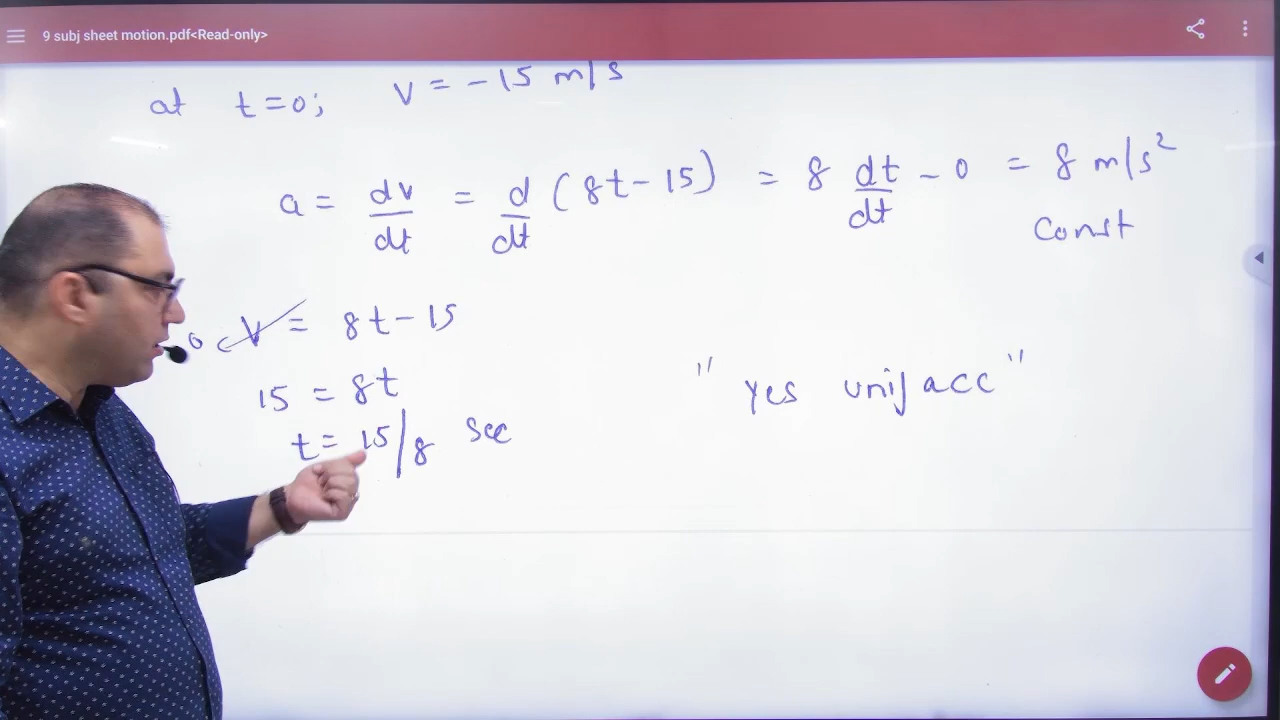 9 subj sheet motion.pdf<Read-only>
at t=0; v = -15 m/s
a = dv/dt = d/dt (8t-15) = 8 dt/dt - 0 = 8 m/s²
Const
0 v = 8t-15
15 = 8t
t = 15/8 sec
"yes unif acc"